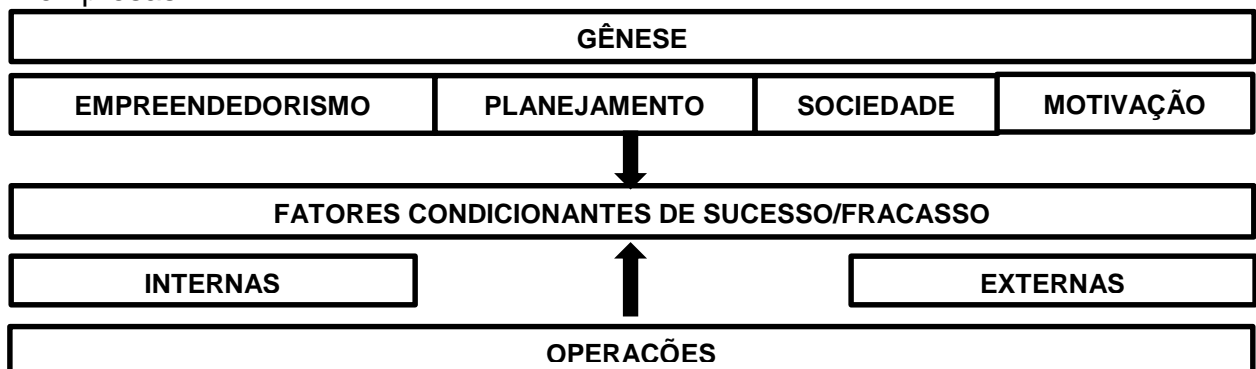 GÊNESE
EMPREENDEDORISMO PLANEJAMENTO SOCIEDADE MOTIVAÇÃO
FATORES CONDICIONANTES DE SUCESSO/FRACASSO
INTERNAS EXTERNAS
OPERAÇÕES